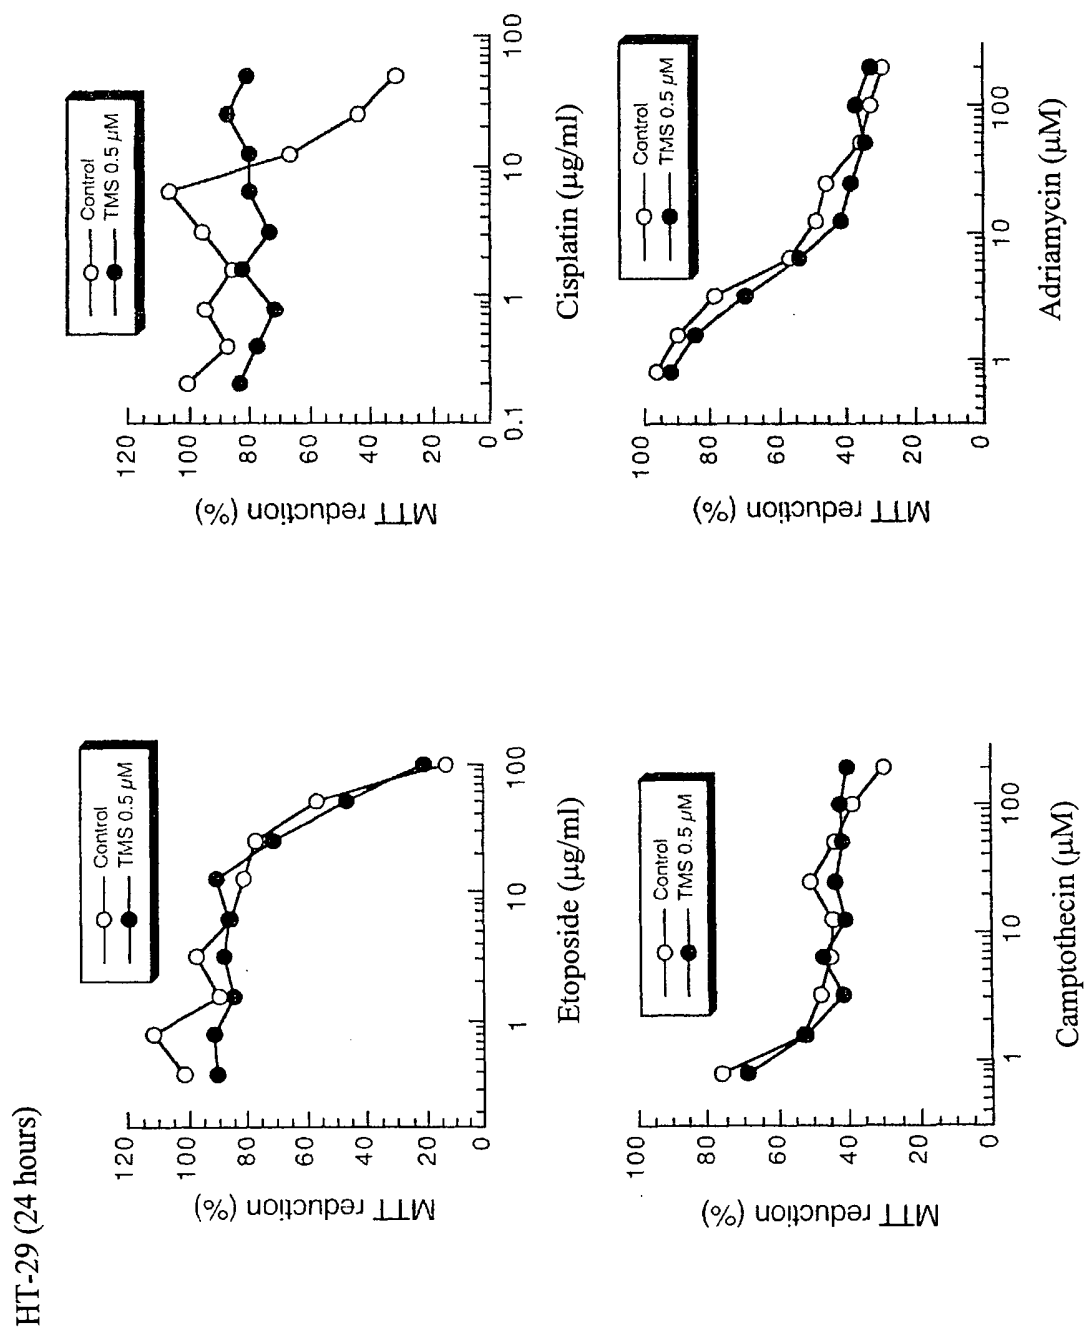 HT-29 (24 hours)
Control
TMS 0.5 µM
MTT reduction (%)
120
100
80
60
40
20
0
1
10
100
Etoposide (µg/ml)
Control
TMS 0.5 µM
MTT reduction (%)
120
100
80
60
40
20
0
0.1
1
10
100
Cisplatin (µg/ml)
Control
TMS 0.5 µM
MTT reduction (%)
100
80
60
40
20
0
1
10
100
Camptothecin (µM)
Control
TMS 0.5 µM
MTT reduction (%)
100
80
60
40
20
0
1
10
100
Adriamycin (µM)